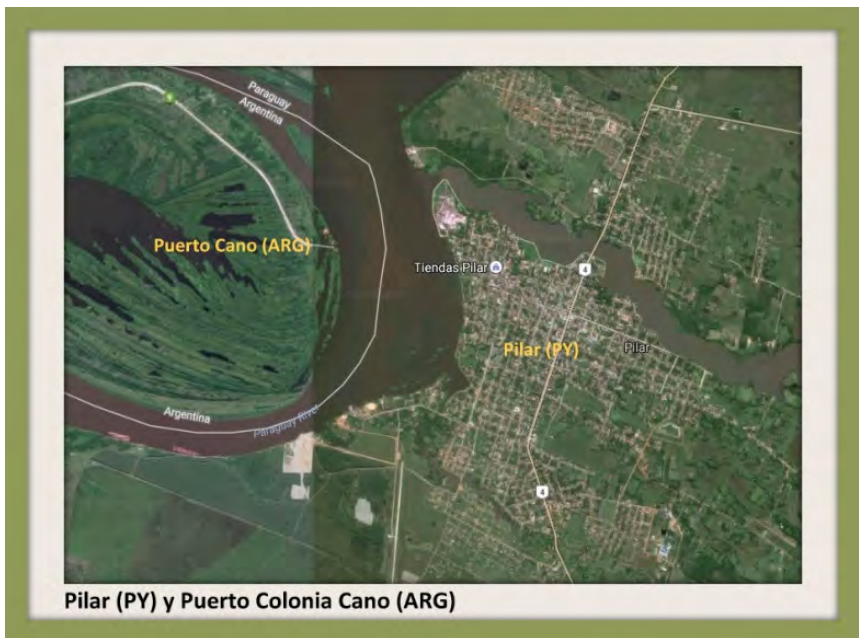 Paraguay
Argentina
Puerto Cano (ARG)
Tiendas Pilar
4
Pilar (PY)
Pilar
Argentina
Paraguay River
4
Pilar (PY) y Puerto Colonia Cano (ARG)